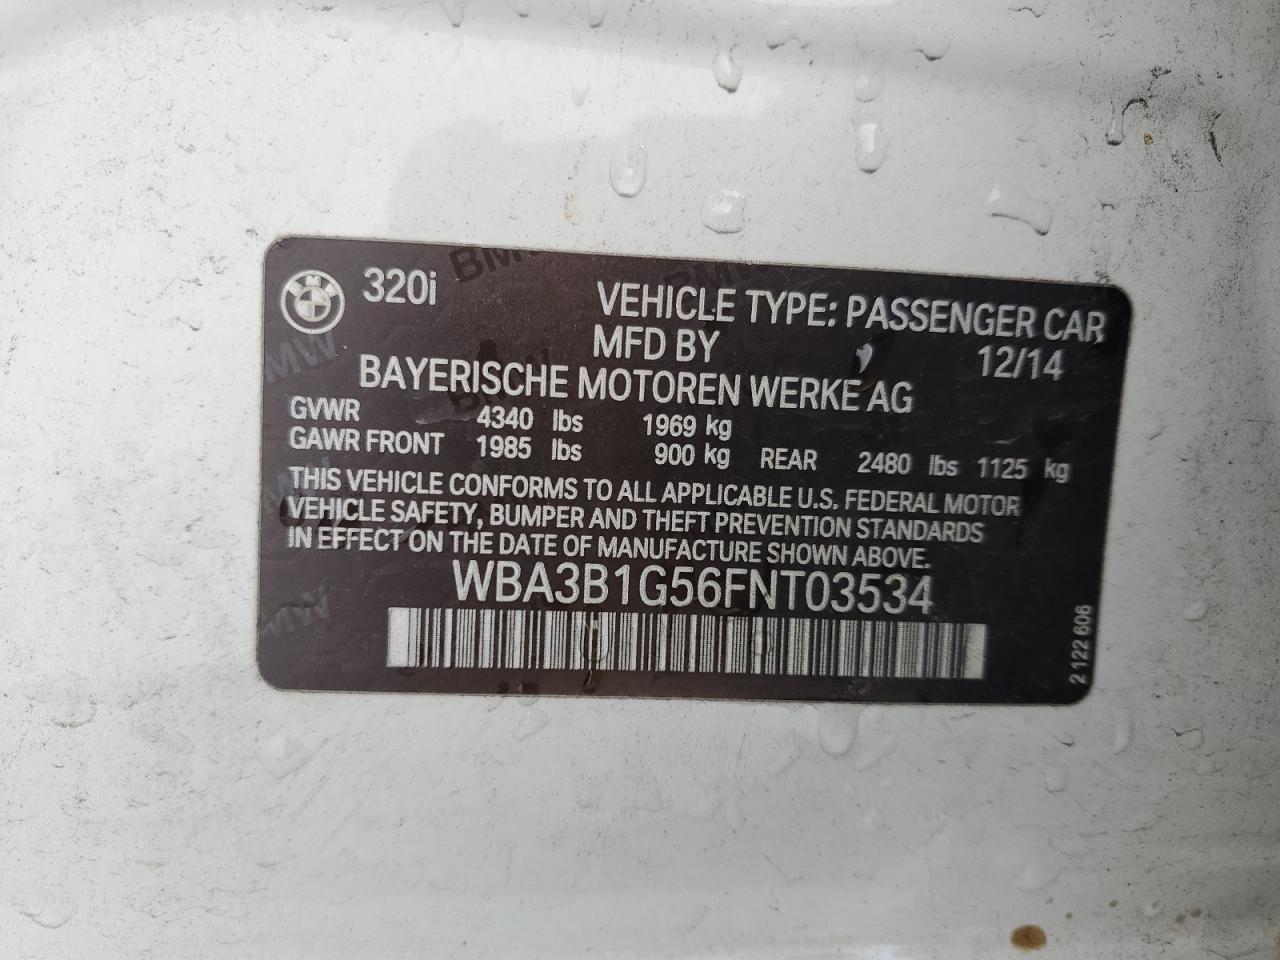 BMW
320i
VEHICLE TYPE: PASSENGER CAR
MFD BY 12/14
BAYERISCHE MOTOREN WERKE AG
GVWR 4340 lbs 1969 kg
GAWR FRONT 1985 lbs 900 kg REAR 2480 lbs 1125 kg
THIS VEHICLE CONFORMS TO ALL APPLICABLE U.S. FEDERAL MOTOR
VEHICLE SAFETY, BUMPER AND THEFT PREVENTION STANDARDS
IN EFFECT ON THE DATE OF MANUFACTURE SHOWN ABOVE.
WBA3B1G56FNT03534
2 122 606